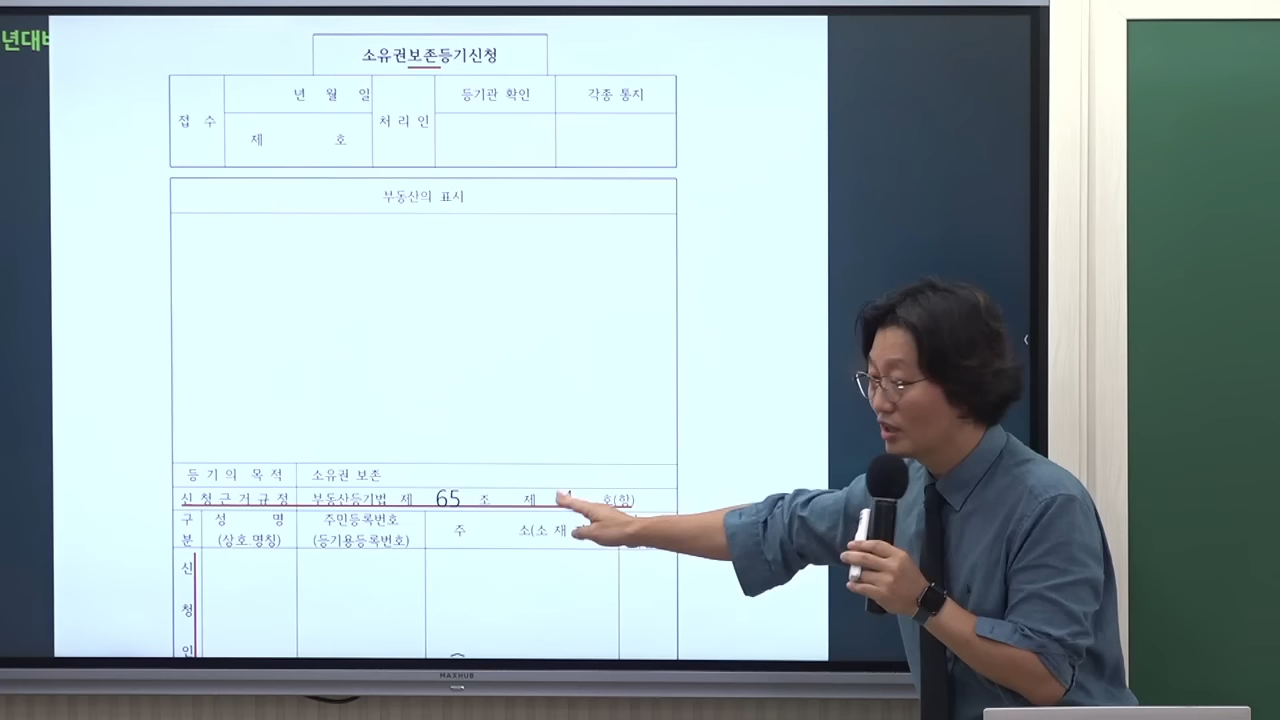 년대비
소유권보존등기신청
접 수
년 월 일
처 리 인
등기관 확인
각종 통지
제 호
부동산의 표시
등 기 의 목 적
소유권 보존
신 청 근 거 규 정
부동산등기법 제 65 조 제 호(항)
구 분
성 명
(상호 명칭)
주민등록번호
(등기용등록번호)
주 소(소 재
신 청 인
MAXHUB